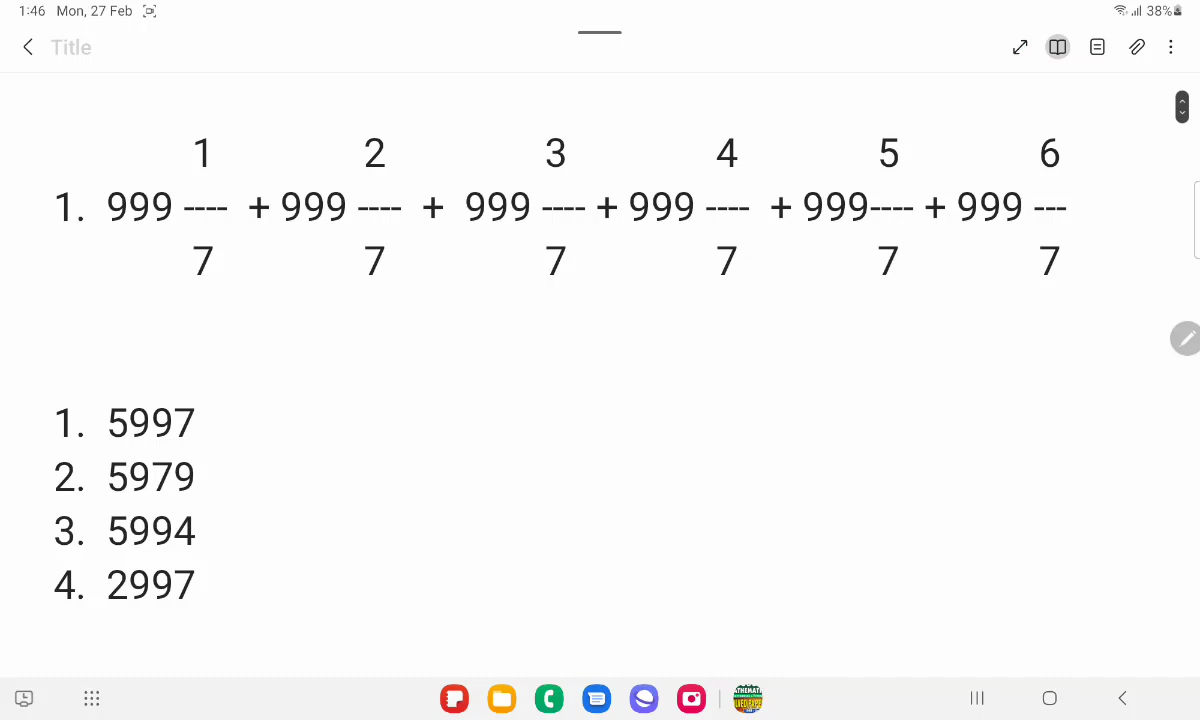 1:46 Mon, 27 Feb 38%
Title
1 2 3 4 5 6
1. 999 ---- + 999 ---- + 999 ---- + 999 ---- + 999---- + 999 ---
7 7 7 7 7 7
1. 5997
2. 5979
3. 5994
4. 2997